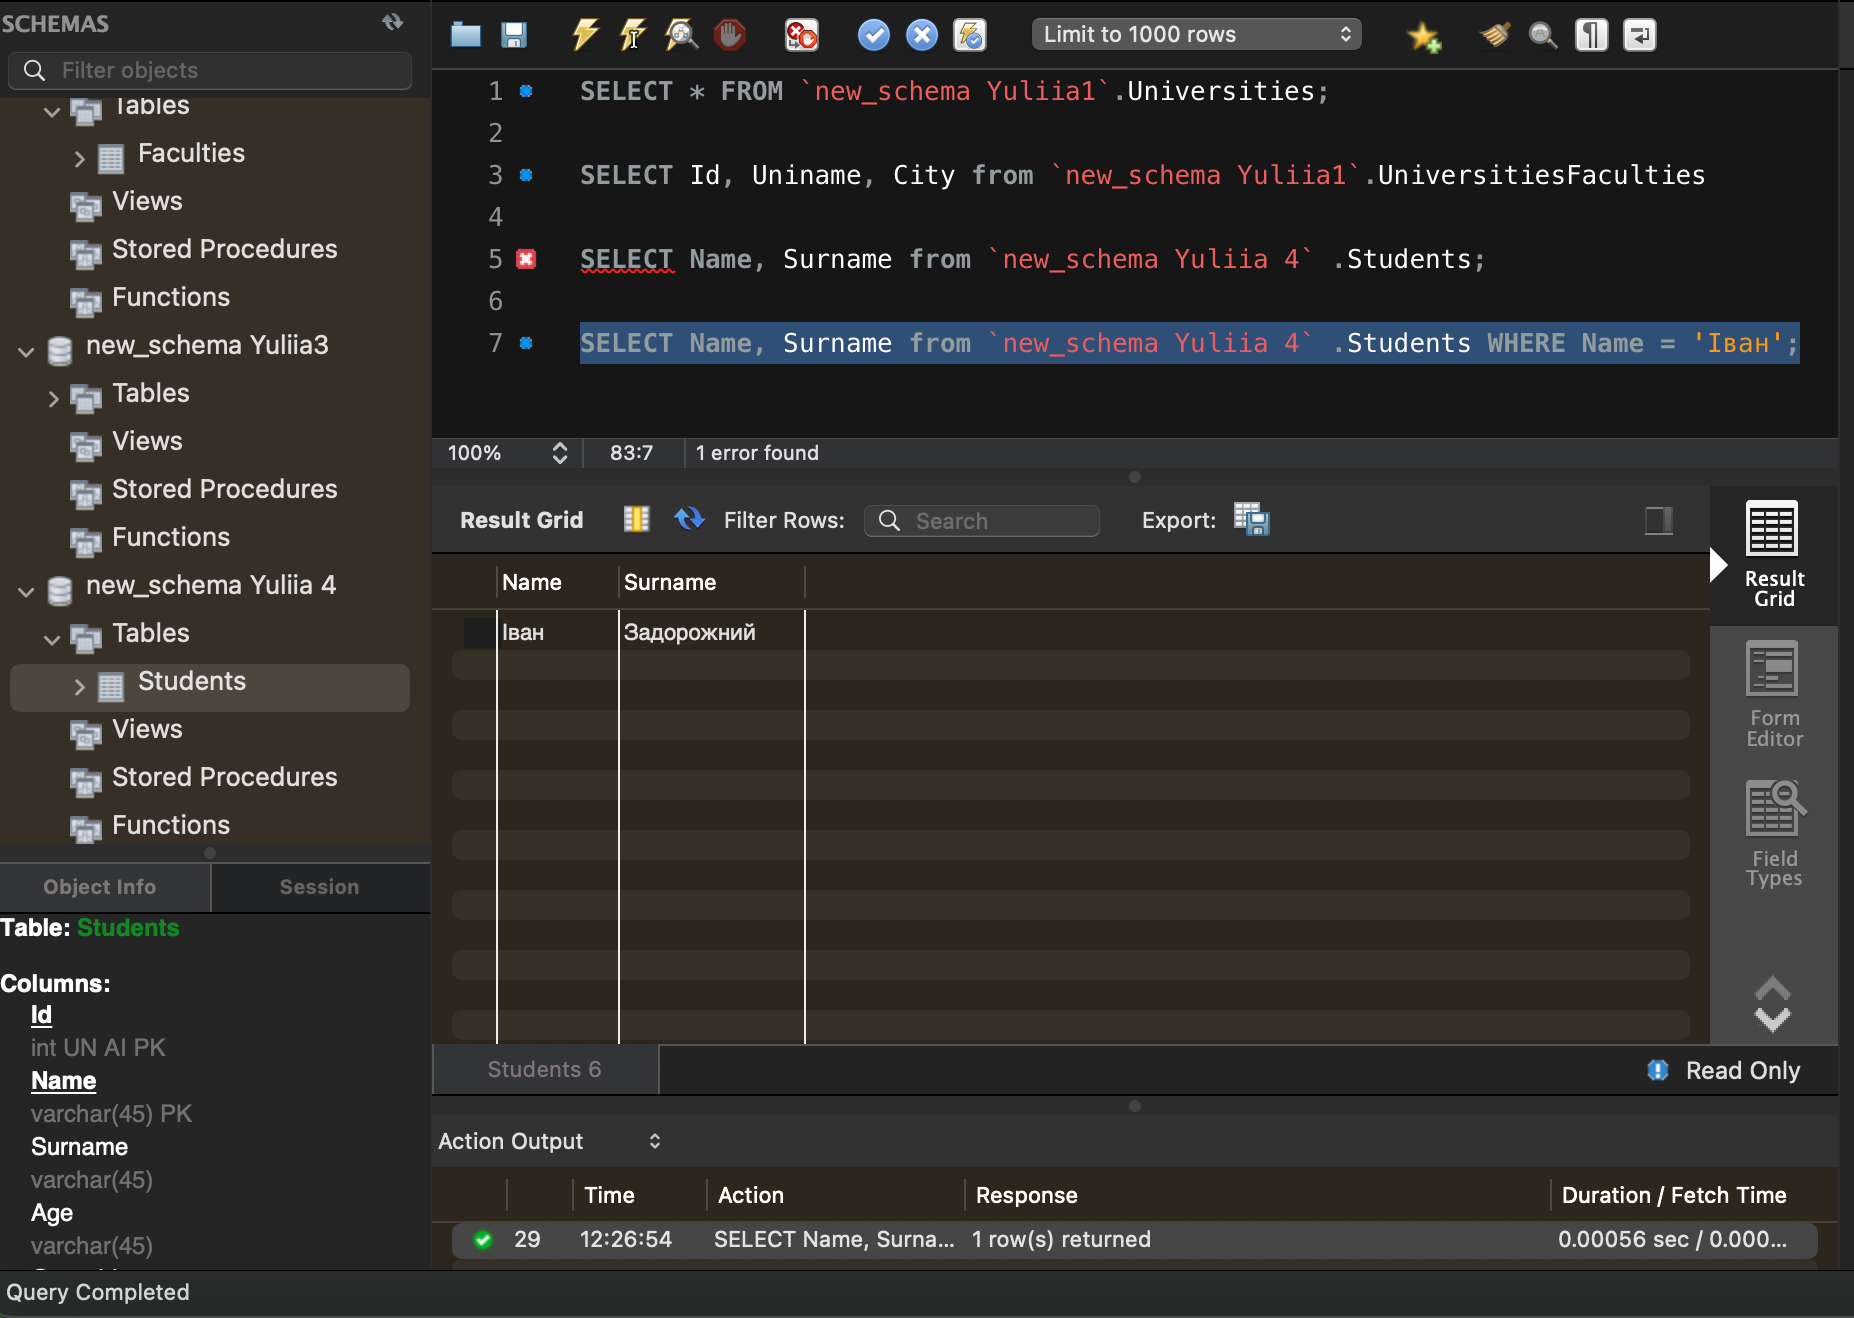 SCHEMAS
Filter objects
Tables
Faculties
Views
Stored Procedures
Functions
new_schema Yuliia3
Tables
Views
Stored Procedures
Functions
new_schema Yuliia 4
Tables
Students
Views
Stored Procedures
Functions
Object Info Session
Table: Students
Columns:
Id
int UN AI PK
Name
varchar(45) PK
Surname
varchar(45)
Age
varchar(45)
Query Completed
Limit to 1000 rows
1 SELECT * FROM `new_schema Yuliia1`.Universities;
2
3 SELECT Id, Uniname, City from `new_schema Yuliia1`.UniversitiesFaculties
4
5 SELECT Name, Surname from `new_schema Yuliia 4` .Students;
6
7 SELECT Name, Surname from `new_schema Yuliia 4` .Students WHERE Name = 'Іван';
100% 83:7 1 error found
Result Grid Filter Rows: Search Export:
Name Surname
Іван Задорожний
Result
Grid
Form
Editor
Field
Types
Students 6 Read Only
Action Output
Time Action Response Duration / Fetch Time
29 12:26:54 SELECT Name, Surna... 1 row(s) returned 0.00056 sec / 0.000...